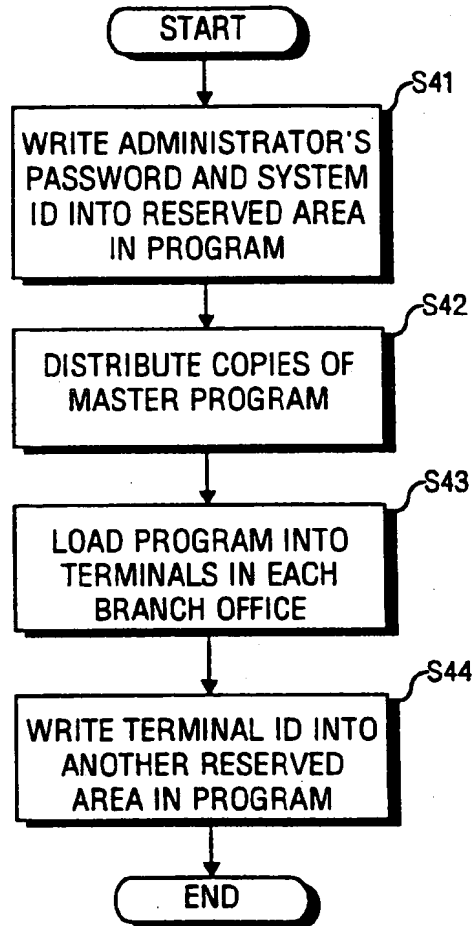 START
S41
WRITE ADMINISTRATOR'S
PASSWORD AND SYSTEM
ID INTO RESERVED AREA
IN PROGRAM
S42
DISTRIBUTE COPIES OF
MASTER PROGRAM
S43
LOAD PROGRAM INTO
TERMINALS IN EACH
BRANCH OFFICE
S44
WRITE TERMINAL ID INTO
ANOTHER RESERVED
AREA IN PROGRAM
END